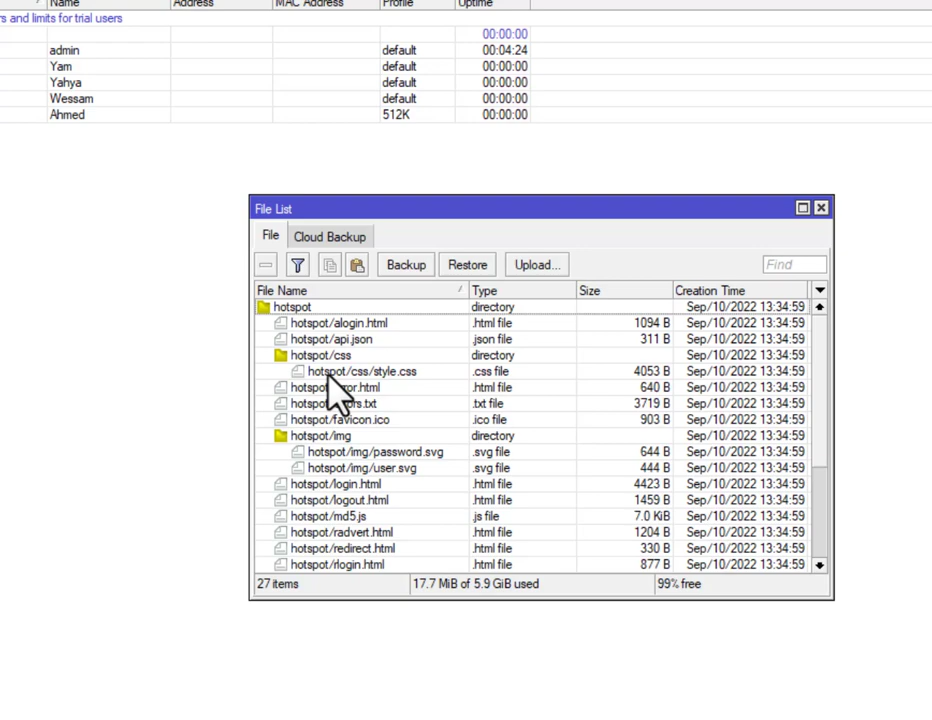 Name Address MAC Address Profile Uptime
rs and limits for trial users
00:00:00
admin default 00:04:24
Yam default 00:00:00
Yahya default 00:00:00
Wessam default 00:00:00
Ahmed 512K 00:00:00
File List
File Cloud Backup
Backup Restore Upload... Find
File Name Type Size Creation Time
hotspot directory Sep/10/2022 13:34:59
hotspot/alogin.html .html file 1094 B Sep/10/2022 13:34:59
hotspot/api.json .json file 311 B Sep/10/2022 13:34:59
hotspot/css directory Sep/10/2022 13:34:59
hotspot/css/style.css .css file 4053 B Sep/10/2022 13:34:59
hotspot ror.html .html file 640 B Sep/10/2022 13:34:59
hotspot ors.txt .txt file 3719 B Sep/10/2022 13:34:59
hotspot/favicon.ico .ico file 903 B Sep/10/2022 13:34:59
hotspot/img directory Sep/10/2022 13:34:59
hotspot/img/password.svg .svg file 644 B Sep/10/2022 13:34:59
hotspot/img/user.svg .svg file 444 B Sep/10/2022 13:34:59
hotspot/login.html .html file 4423 B Sep/10/2022 13:34:59
hotspot/logout.html .html file 1459 B Sep/10/2022 13:34:59
hotspot/md5.js .js file 7.0 KiB Sep/10/2022 13:34:59
hotspot/radvert.html .html file 1204 B Sep/10/2022 13:34:59
hotspot/redirect.html .html file 330 B Sep/10/2022 13:34:59
hotspot/rlogin.html .html file 877 B Sep/10/2022 13:34:59
27 items 17.7 MiB of 5.9 GiB used 99% free